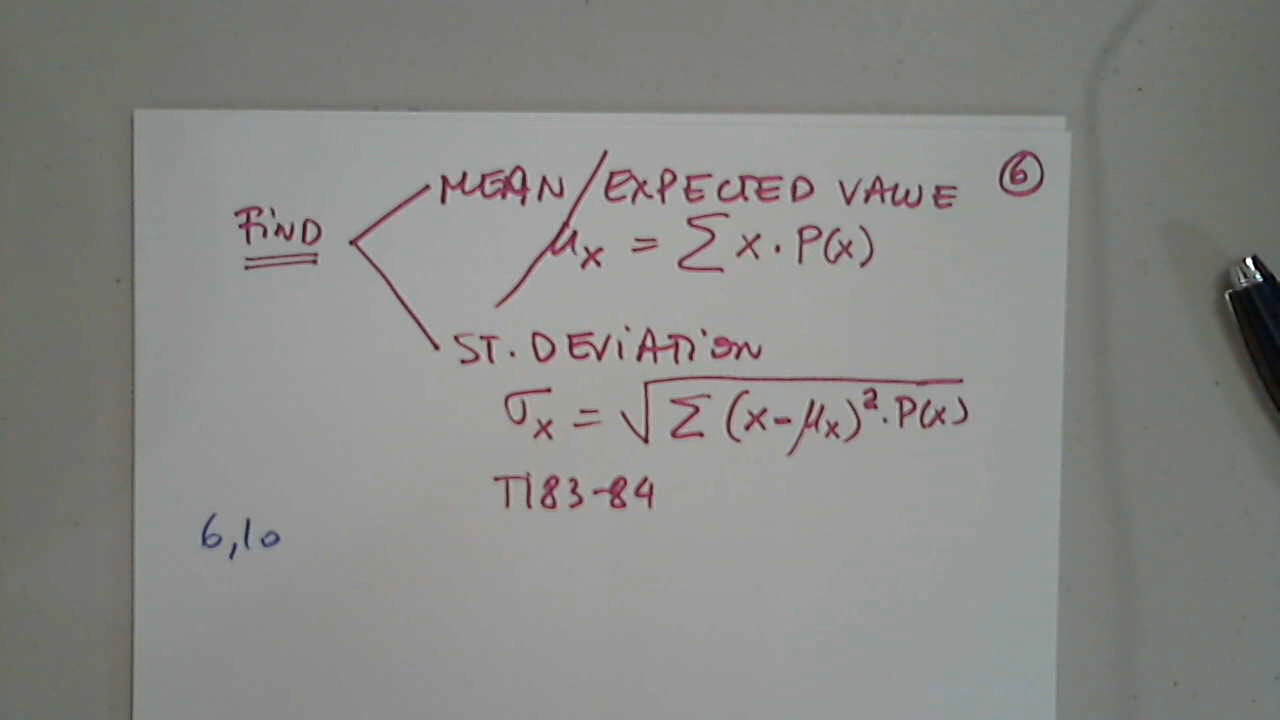 MEAN/EXPECTED VALUE
6
FiND
μx = Σ x · P(x)
ST. DEViATiON
σx = √Σ (x-μx)² · P(x)
TI83-84
6,10